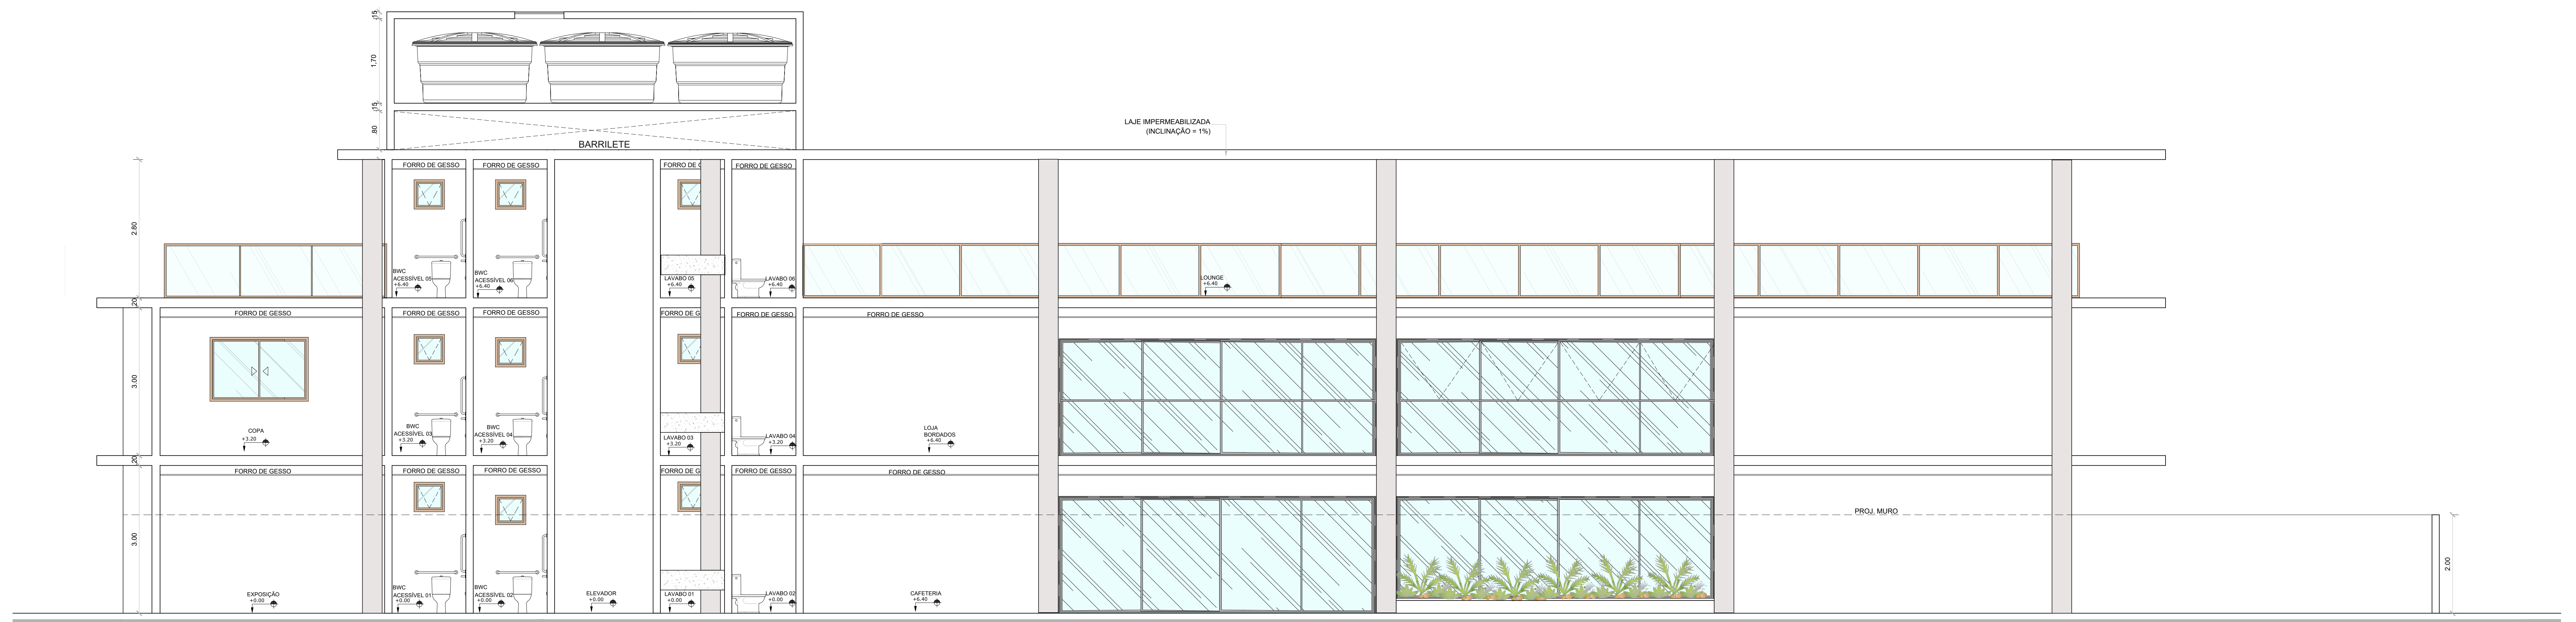 .15
1.70
.15
.80
LAJE IMPERMEABILIZADA
(INCLINAÇÃO = 1%)
BARRILETE
FORRO DE GESSO
FORRO DE GESSO
FORRO DE G
FORRO DE GESSO
2.80
BWC
ACESSÍVEL 05
+6.40
BWC
ACESSÍVEL 06
+6.40
LAVABO 05
+6.40
LAVABO 06
+6.40
LOUNGE
+6.40
.20
FORRO DE GESSO
FORRO DE GESSO
FORRO DE GESSO
FORRO DE G
FORRO DE GESSO
FORRO DE GESSO
3.00
COPA
+3.20
BWC
ACESSÍVEL 03
+3.20
BWC
ACESSÍVEL 04
+3.20
LAVABO 03
+3.20
LAVABO 04
+3.20
LOJA
BORDADOS
+6.40
.20
FORRO DE GESSO
FORRO DE GESSO
FORRO DE GESSO
FORRO DE G
FORRO DE GESSO
FORRO DE GESSO
PROJ. MURO
3.00
2.00
EXPOSIÇÃO
+0.00
BWC
ACESSÍVEL 01
+0.00
BWC
ACESSÍVEL 02
+0.00
ELEVADOR
+0.00
LAVABO 01
+0.00
LAVABO 02
+0.00
CAFETERIA
+6.40